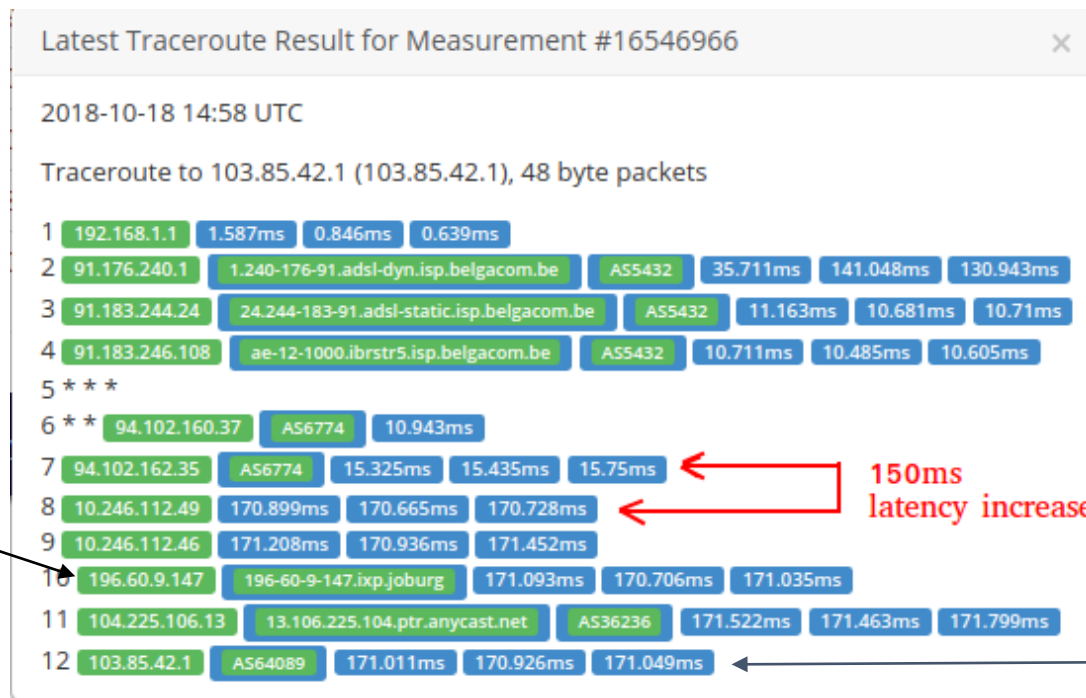 Latest Traceroute Result for Measurement #16546966 ×
2018-10-18 14:58 UTC
Traceroute to 103.85.42.1 (103.85.42.1), 48 byte packets
1 192.168.1.1 1.587ms 0.846ms 0.639ms
2 91.176.240.1 1.240-176-91.adsl-dyn.isp.belgacom.be AS5432 35.711ms 141.048ms 130.943ms
3 91.183.244.24 24.244-183-91.adsl-static.isp.belgacom.be AS5432 11.163ms 10.681ms 10.71ms
4 91.183.246.108 ae-12-1000.ibrstr5.isp.belgacom.be AS5432 10.711ms 10.485ms 10.605ms
5 * * *
6 * * 94.102.160.37 AS6774 10.943ms
7 94.102.162.35 AS6774 15.325ms 15.435ms 15.75ms
150ms
8 10.246.112.49 170.899ms 170.665ms 170.728ms
latency increase
9 10.246.112.46 171.208ms 170.936ms 171.452ms
10 196.60.9.147 196-60-9-147.ixp.joburg 171.093ms 170.706ms 171.035ms
11 104.225.106.13 13.106.225.104.ptr.anycast.net AS36236 171.522ms 171.463ms 171.799ms
12 103.85.42.1 AS64089 171.011ms 170.926ms 171.049ms